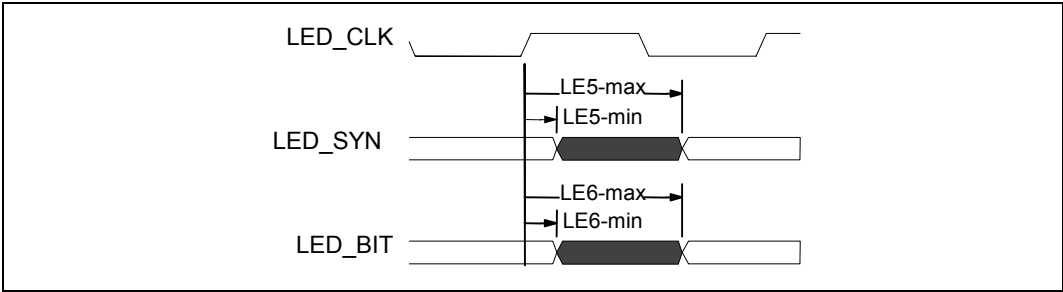 LED_CLK
LE5-max
LE5-min
LED_SYN
LE6-max
LE6-min
LED_BIT